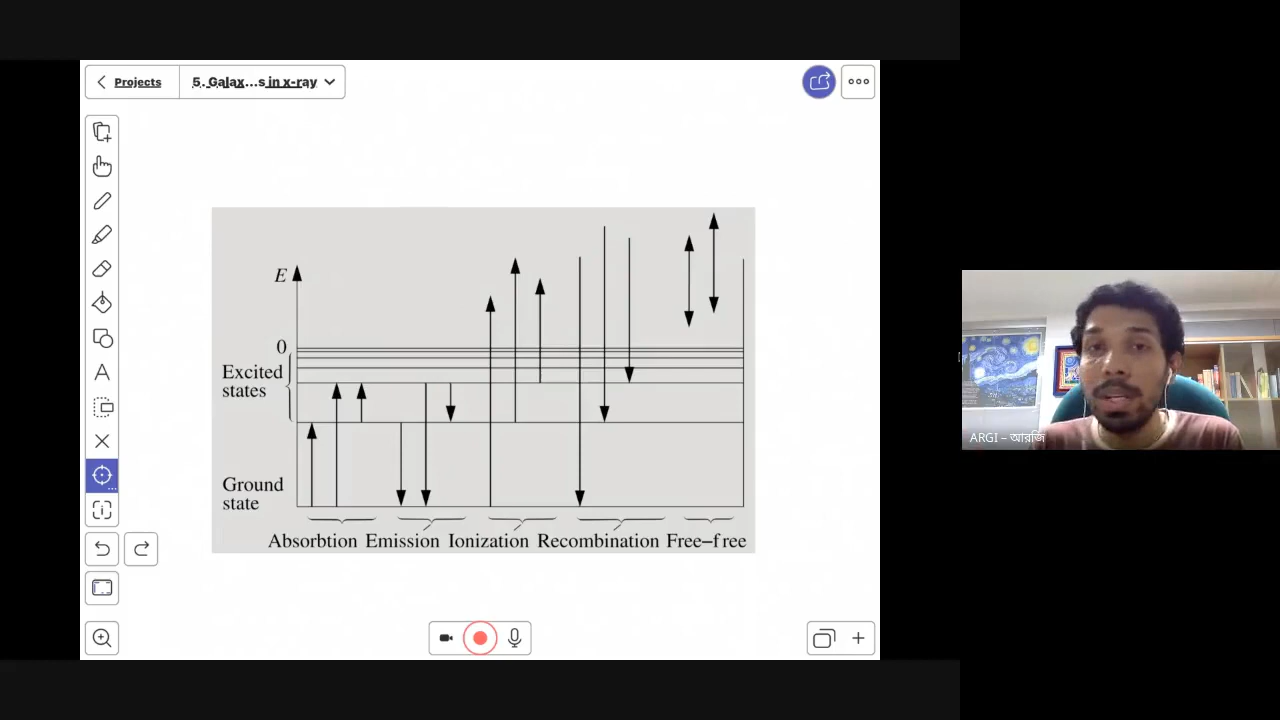 Projects
5. Galax...s in x-ray
E
0
Excited
states
Ground
state
Absorbtion Emission Ionization Recombination Free–free
A
ARGI – আরজি